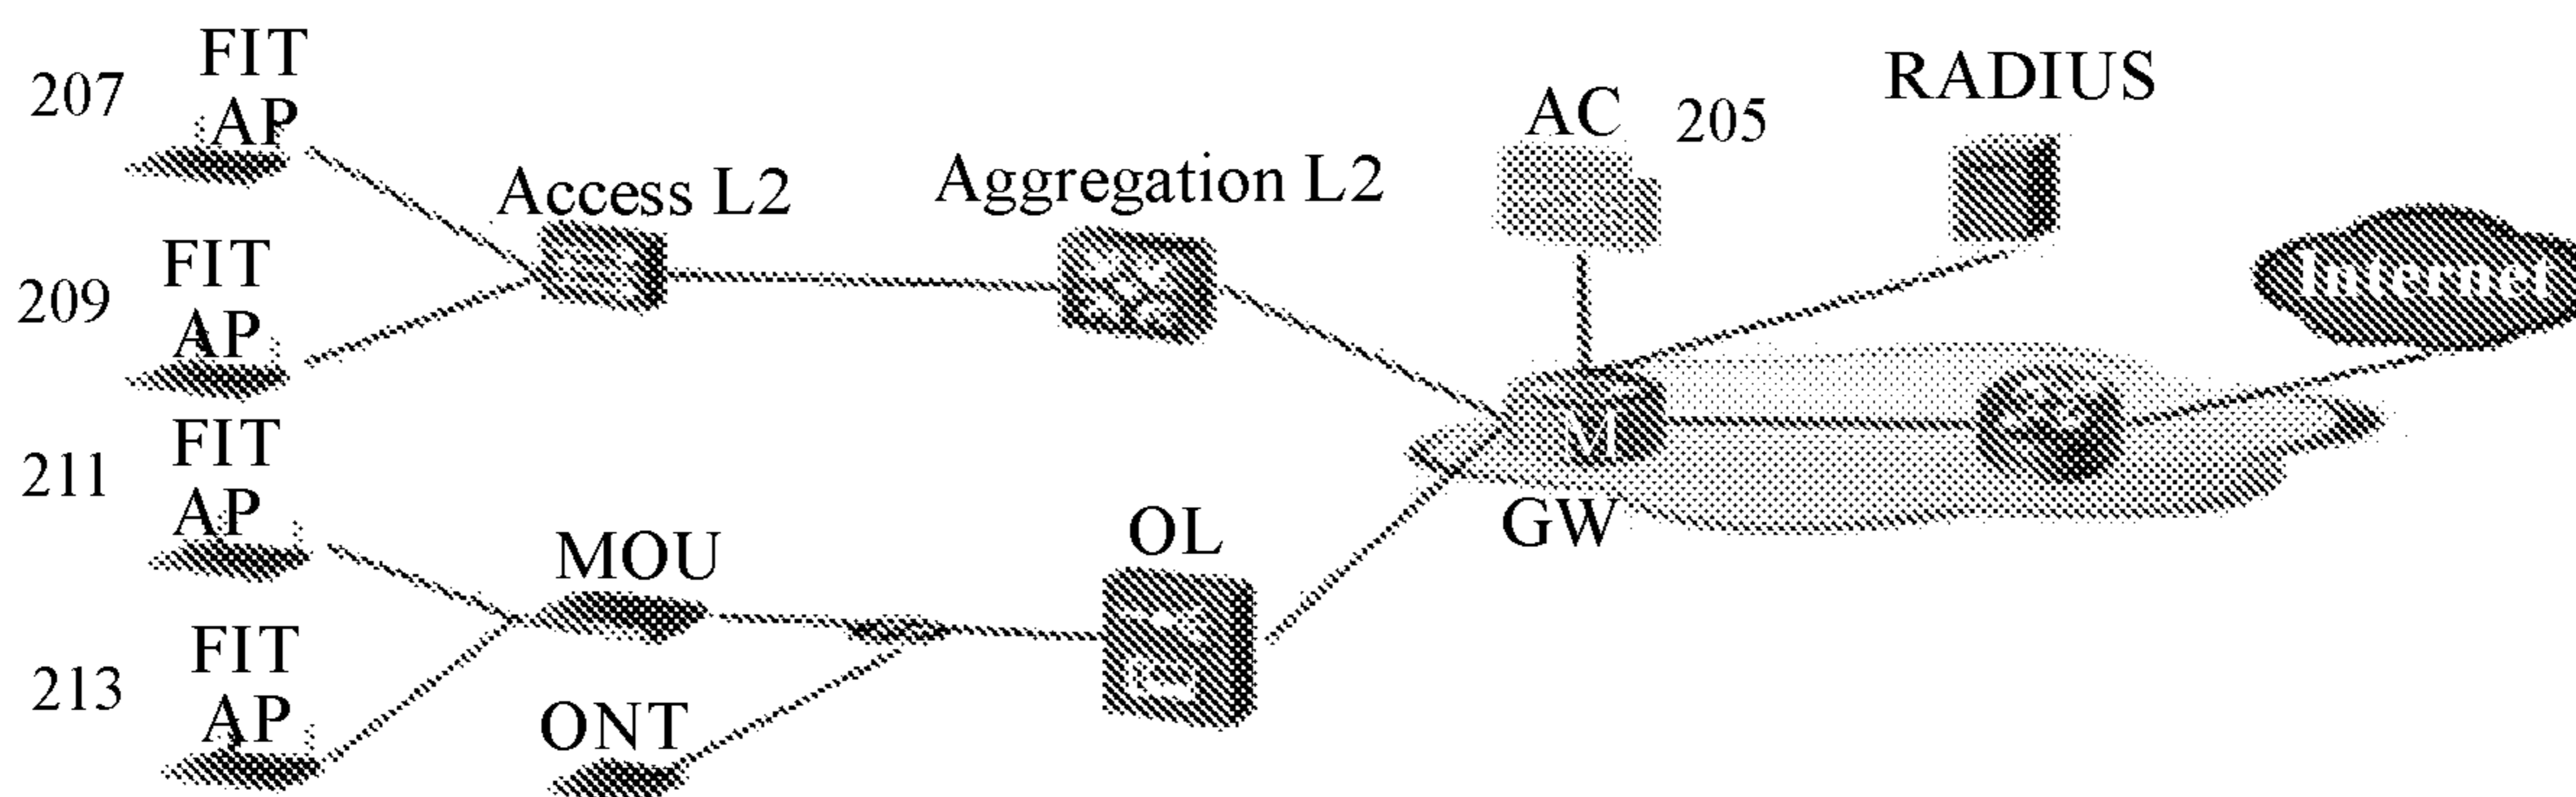 207
FIT
AP
209
FIT
AP
211
FIT
AP
213
FIT
AP
Access L2
Aggregation L2
MOU
ONT
OL
AC
205
RADIUS
M
GW
Internet